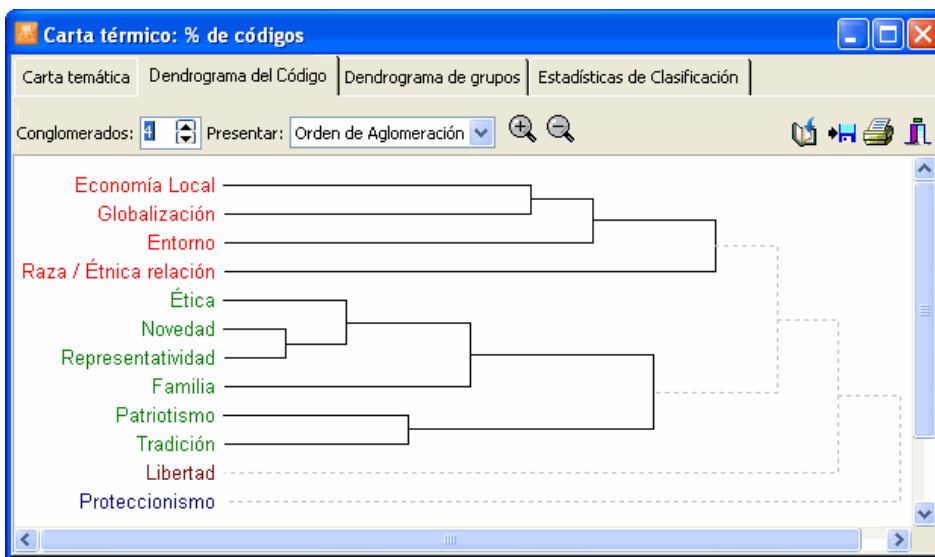 Carta térmico: % de códigos
Carta temática Dendrograma del Código Dendrograma de grupos Estadísticas de Clasificación
Conglomerados: 4 Presentar: Orden de Aglomeración
Economía Local
Globalización
Entorno
Raza / Étnica relación
Ética
Novedad
Representatividad
Familia
Patriotismo
Tradición
Libertad
Proteccionismo